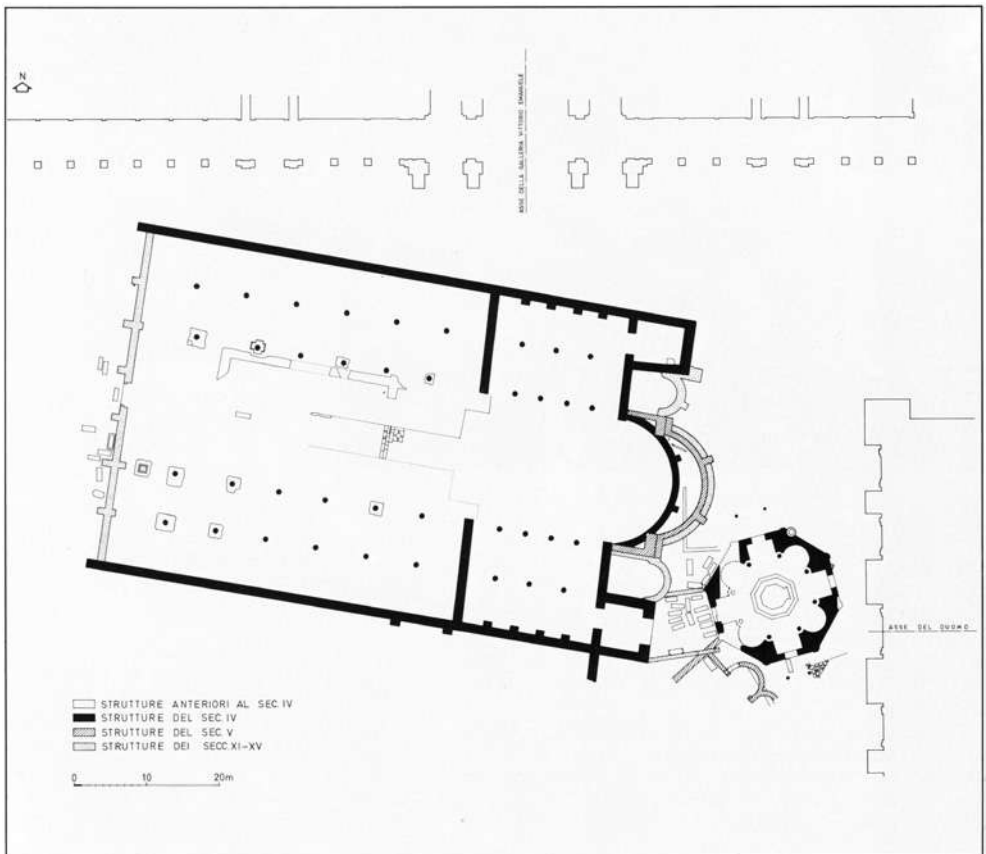 N
ASSE DELLA GALLERIA VITTORIO EMANUELE
ASSE DEL DUOMO
STRUTTURE ANTERIORI AL SEC. IV
STRUTTURE DEL SEC. IV
STRUTTURE DEL SEC. V
STRUTTURE DEI SECC. XI-XV
0 10 20m